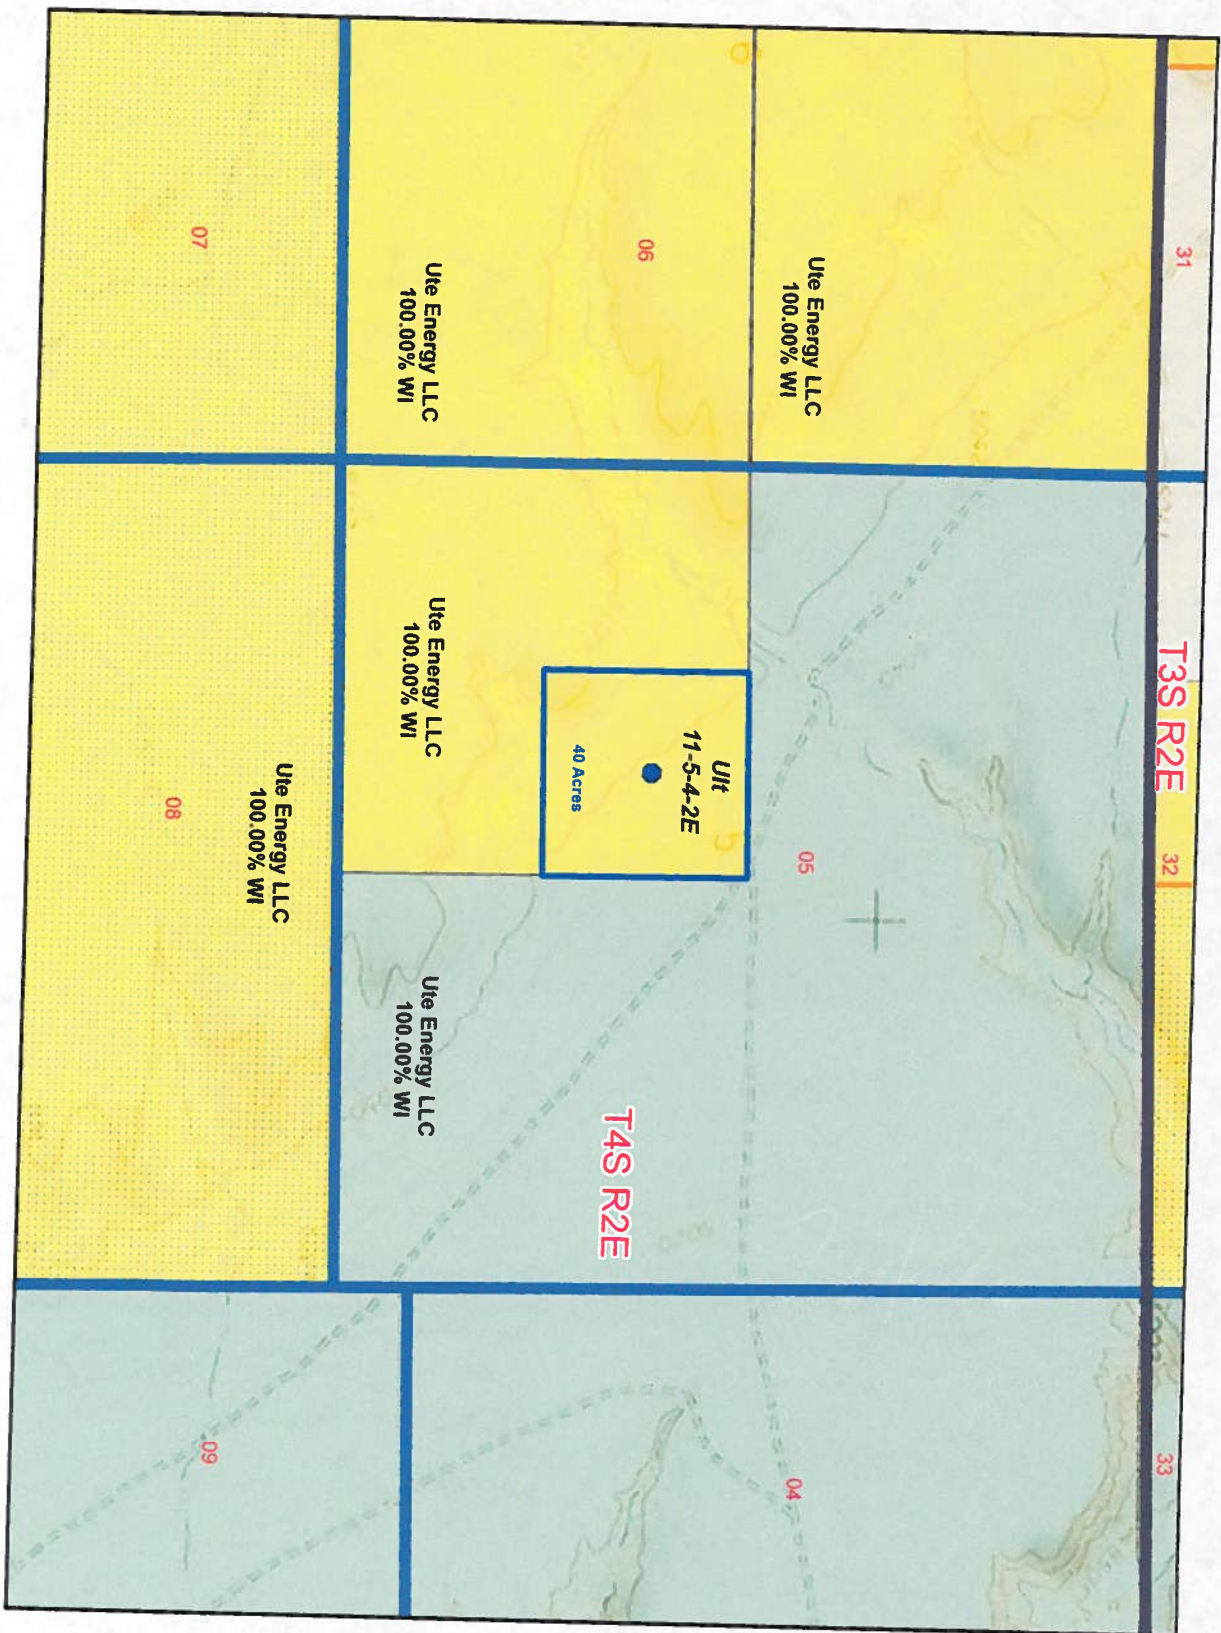 T3S R2E
31
32
33
Ute Energy LLC
100.00% WI
06
05
04
Ult
11-5-4-2E
40 Acres
T4S R2E
Ute Energy LLC
100.00% WI
Ute Energy LLC
100.00% WI
Ute Energy LLC
100.00% WI
Ute Energy LLC
100.00% WI
07
08
09
6
5